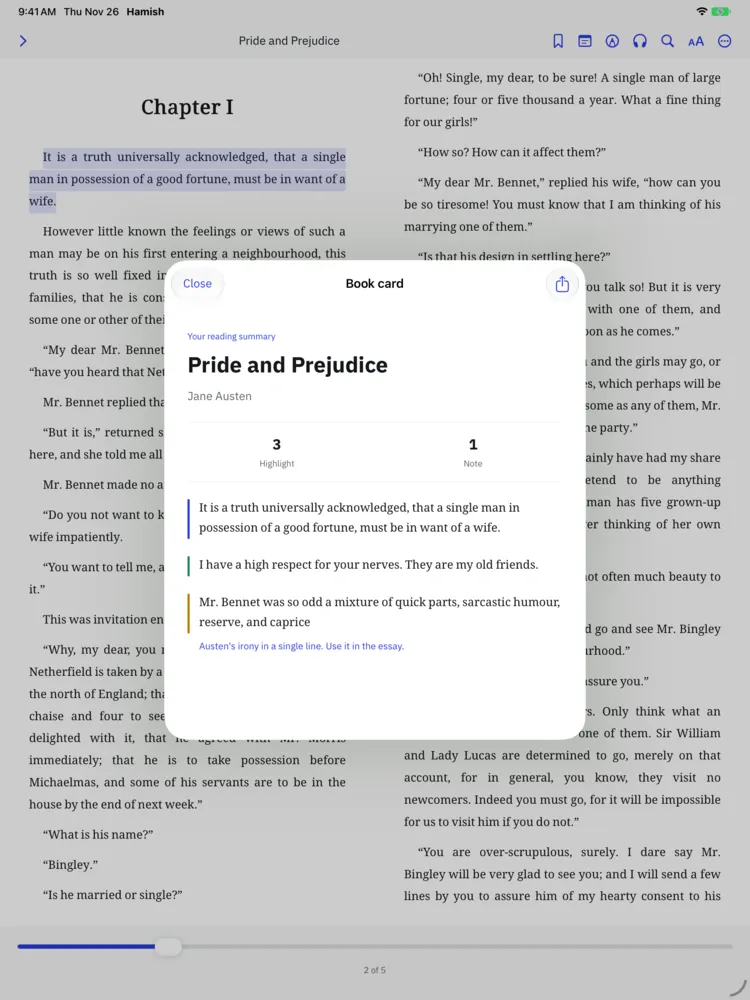 9:41 AM Thu Nov 26 Hamish
Pride and Prejudice
AA
Chapter I
It is a truth universally acknowledged, that a single
man in possession of a good fortune, must be in want of a
wife.
However little known the feelings or views of such a
man may be on his first entering a neighbourhood, this
truth is so well fixed in
families, that he is
some one or other of
“My dear Mr. Bennet
“have you heard that
Mr. Bennet replied
“But it is,” returned
here, and she told me all
Mr. Bennet made no
“Do you not want to
wife impatiently.
“You want to tell me,
it.”
This was invitation
“Why, my dear, you
Netherfield is taken by a
the north of England;
chaise and four to see
delighted with it, that he agreed with Mr. Morris
immediately; that he is to take possession before
Michaelmas, and some of his servants are to be in the
house by the end of next week.”
“What is his name?”
“Bingley.”
“Is he married or single?”
“Oh! Single, my dear, to be sure! A single man of large
fortune; four or five thousand a year. What a fine thing
for our girls!”
“How so? How can it affect them?”
“My dear Mr. Bennet,” replied his wife, “how can you
be so tiresome! You must know that I am thinking of his
marrying one of them.”
“Is that his design in settling here?”
you talk so! But it is very
with one of them, and
soon as he comes.”
and the girls may go, or
which perhaps will be
some as any of them, Mr.
the party.”
have had my share
to be anything
has five grown-up
thinking of her own
not often much beauty to
go and see Mr. Bingley
assure you.”
Only think what an
one of them. Sir William
and Lady Lucas are determined to go, merely on that
account, for in general, you know, they visit no
newcomers. Indeed you must go, for it will be impossible
for us to visit him if you do not.”
“You are over-scrupulous, surely. I dare say Mr.
Bingley will be very glad to see you; and I will send a few
lines by you to assure him of my hearty consent to his
Close
Book card
Your reading summary
Pride and Prejudice
Jane Austen
3
Highlight
1
Note
It is a truth universally acknowledged, that a single man in
possession of a good fortune, must be in want of a wife.
I have a high respect for your nerves. They are my old friends.
Mr. Bennet was so odd a mixture of quick parts, sarcastic humour,
reserve, and caprice
Austen's irony in a single line. Use it in the essay.
2 of 5